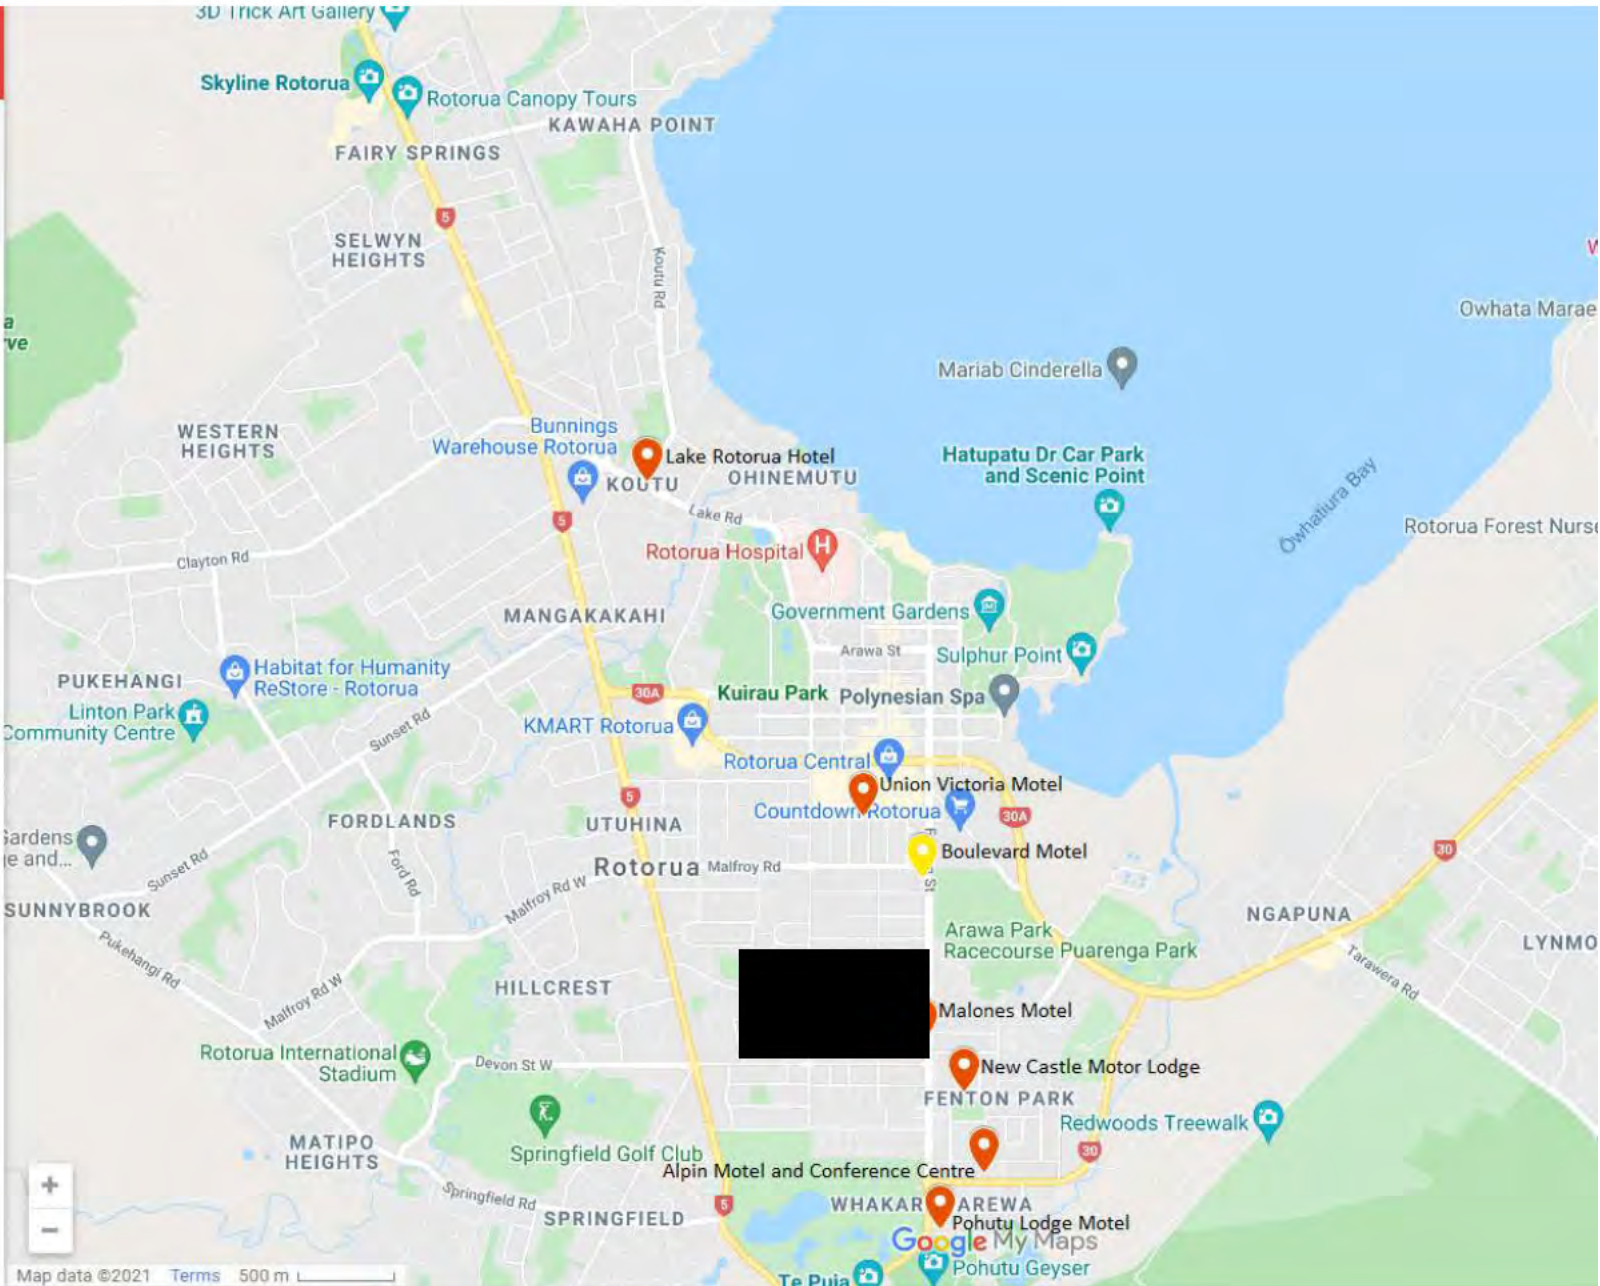 3D Trick Art Gallery
Skyline Rotorua
Rotorua Canopy Tours
KAWAHA POINT
FAIRY SPRINGS
5
SELWYN
HEIGHTS
Koutu Rd
Owhata Marae
Mariab Cinderella
WESTERN
HEIGHTS
Bunnings
Warehouse Rotorua
Lake Rotorua Hotel
KOUTU
OHINEMUTU
Hatupatu Dr Car Park
and Scenic Point
Owhatiura Bay
Lake Rd
5
Rotorua Forest Nurse
Clayton Rd
Rotorua Hospital
H
MANGAKAKAHI
Government Gardens
Arawa St
Sulphur Point
PUKEHANGI
Habitat for Humanity
ReStore - Rotorua
30A
Kuirau Park
Polynesian Spa
Linton Park
Community Centre
Sunset Rd
KMART Rotorua
Rotorua Central
Union Victoria Motel
5
Countdown Rotorua
30A
FORDLANDS
UTUHINA
Gardens
e and...
Boulevard Motel
30
Sunset Rd
Ford Rd
Rotorua
Malfroy Rd
St
Malfroy Rd W
SUNNYBROOK
NGAPUNA
Arawa Park
Racecourse
Puarenga Park
LYNMO
Pukehangi Rd
Tarawera Rd
HILLCREST
Malfroy Rd W
Malones Motel
Rotorua International
Stadium
Devon St W
New Castle Motor Lodge
FENTON PARK
Redwoods Treewalk
MATIPO
HEIGHTS
Springfield Golf Club
30
Alpin Motel and Conference Centre
Springfield Rd
SPRINGFIELD
5
WHAKAR
AREWA
Pohutu Lodge Motel
Google My Maps
Pohutu Geyser
Te Puia
Map data ©2021
Terms
500 m